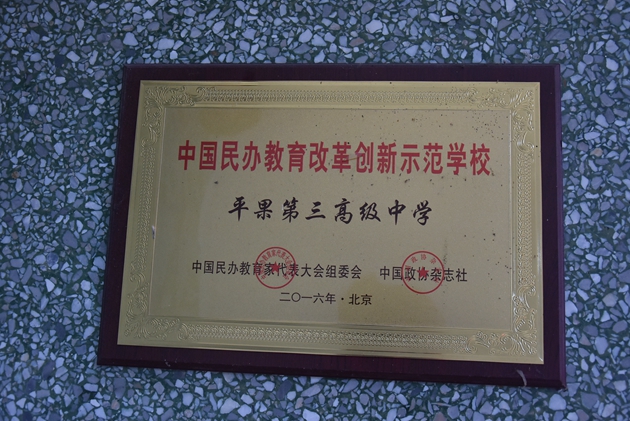 中国民办教育改革创新示范学校
平果第三高级中学
中国民办教育家代表大会组委会 中国政协杂志社
二〇一六年·北京